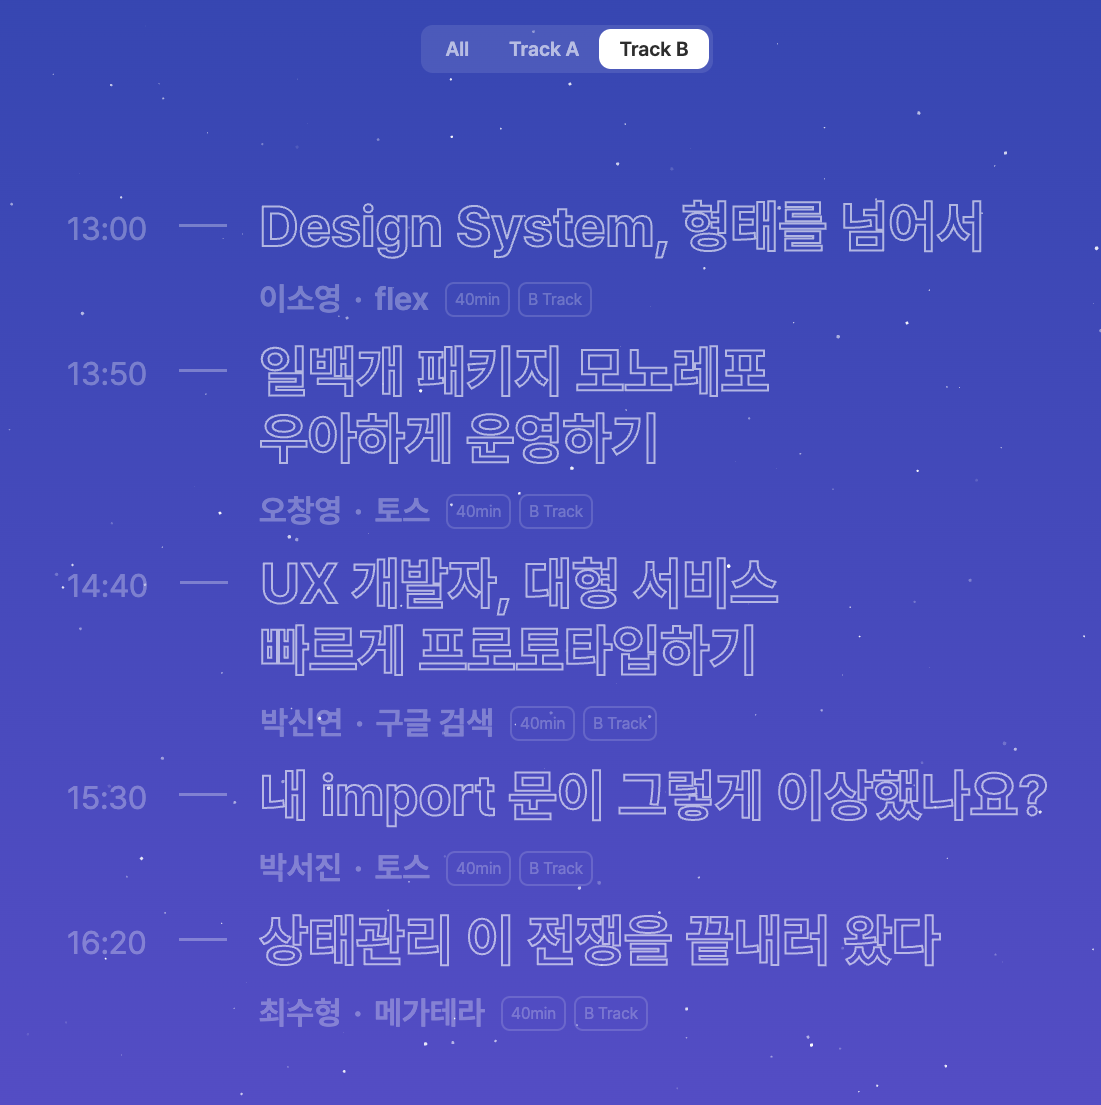 All Track A Track B
13:00 Design System, 형태를 넘어서
이소영 · flex 40min B Track
13:50 일백개 패키지 모노레포
우아하게 운영하기
오창영 · 토스 40min B Track
14:40 UX 개발자, 대형 서비스
빠르게 프로토타입하기
박신연 · 구글 검색 40min B Track
15:30 내 import 문이 그렇게 이상했나요?
박서진 · 토스 40min B Track
16:20 상태관리 이 전쟁을 끝내러 왔다
최수형 · 메가테라 40min B Track